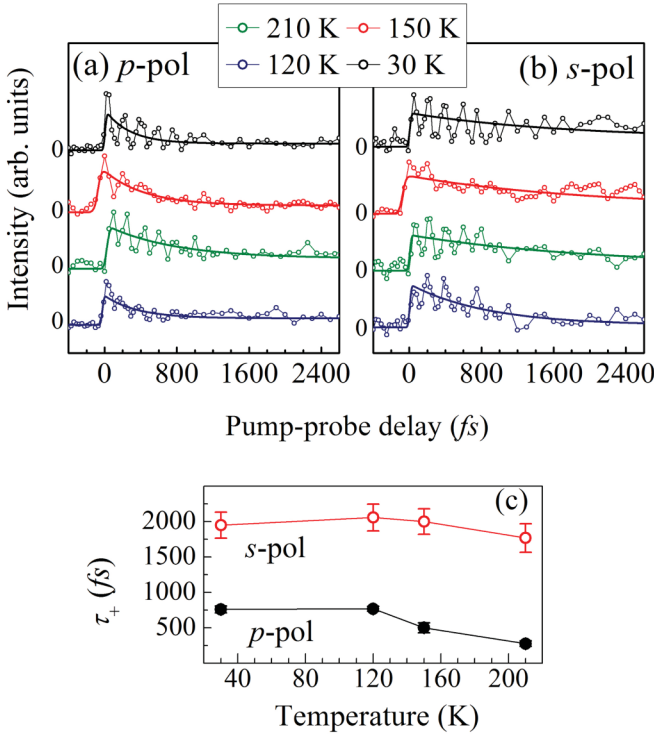 210 K 150 K
120 K 30 K
(a) p-pol
(b) s-pol
Intensity (arb. units)
0
0
0
0
0
0
0
0
0 800 1600 2400
0 800 1600 2400
Pump-probe delay (fs)
(c)
2000
1500
1000
500
τ+ (fs)
s-pol
p-pol
40 80 120 160 200
Temperature (K)